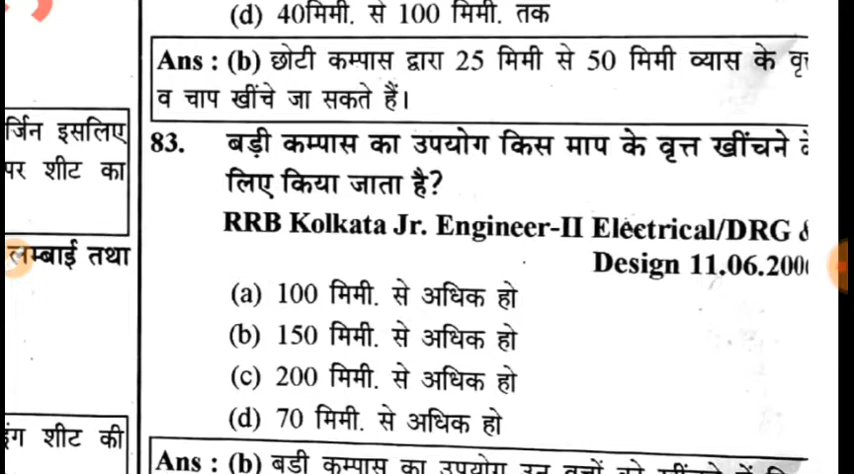 (d) 40मिमी. से 100 मिमी. तक
Ans : (b) छोटी कम्पास द्वारा 25 मिमी से 50 मिमी व्यास के
व चाप खींचे जा सकते हैं।
र्जिन इसलिए
पर शीट का
83. बड़ी कम्पास का उपयोग किस माप के वृत्त खींचने
लिए किया जाता है?
RRB Kolkata Jr. Engineer-II Electrical/DRG &
Design 11.06.200
लम्बाई तथा
(a) 100 मिमी. से अधिक हो
(b) 150 मिमी. से अधिक हो
(c) 200 मिमी. से अधिक हो
(d) 70 मिमी. से अधिक हो
शीट की
Ans : (b) बड़ी कम्पास का उपयोग उन